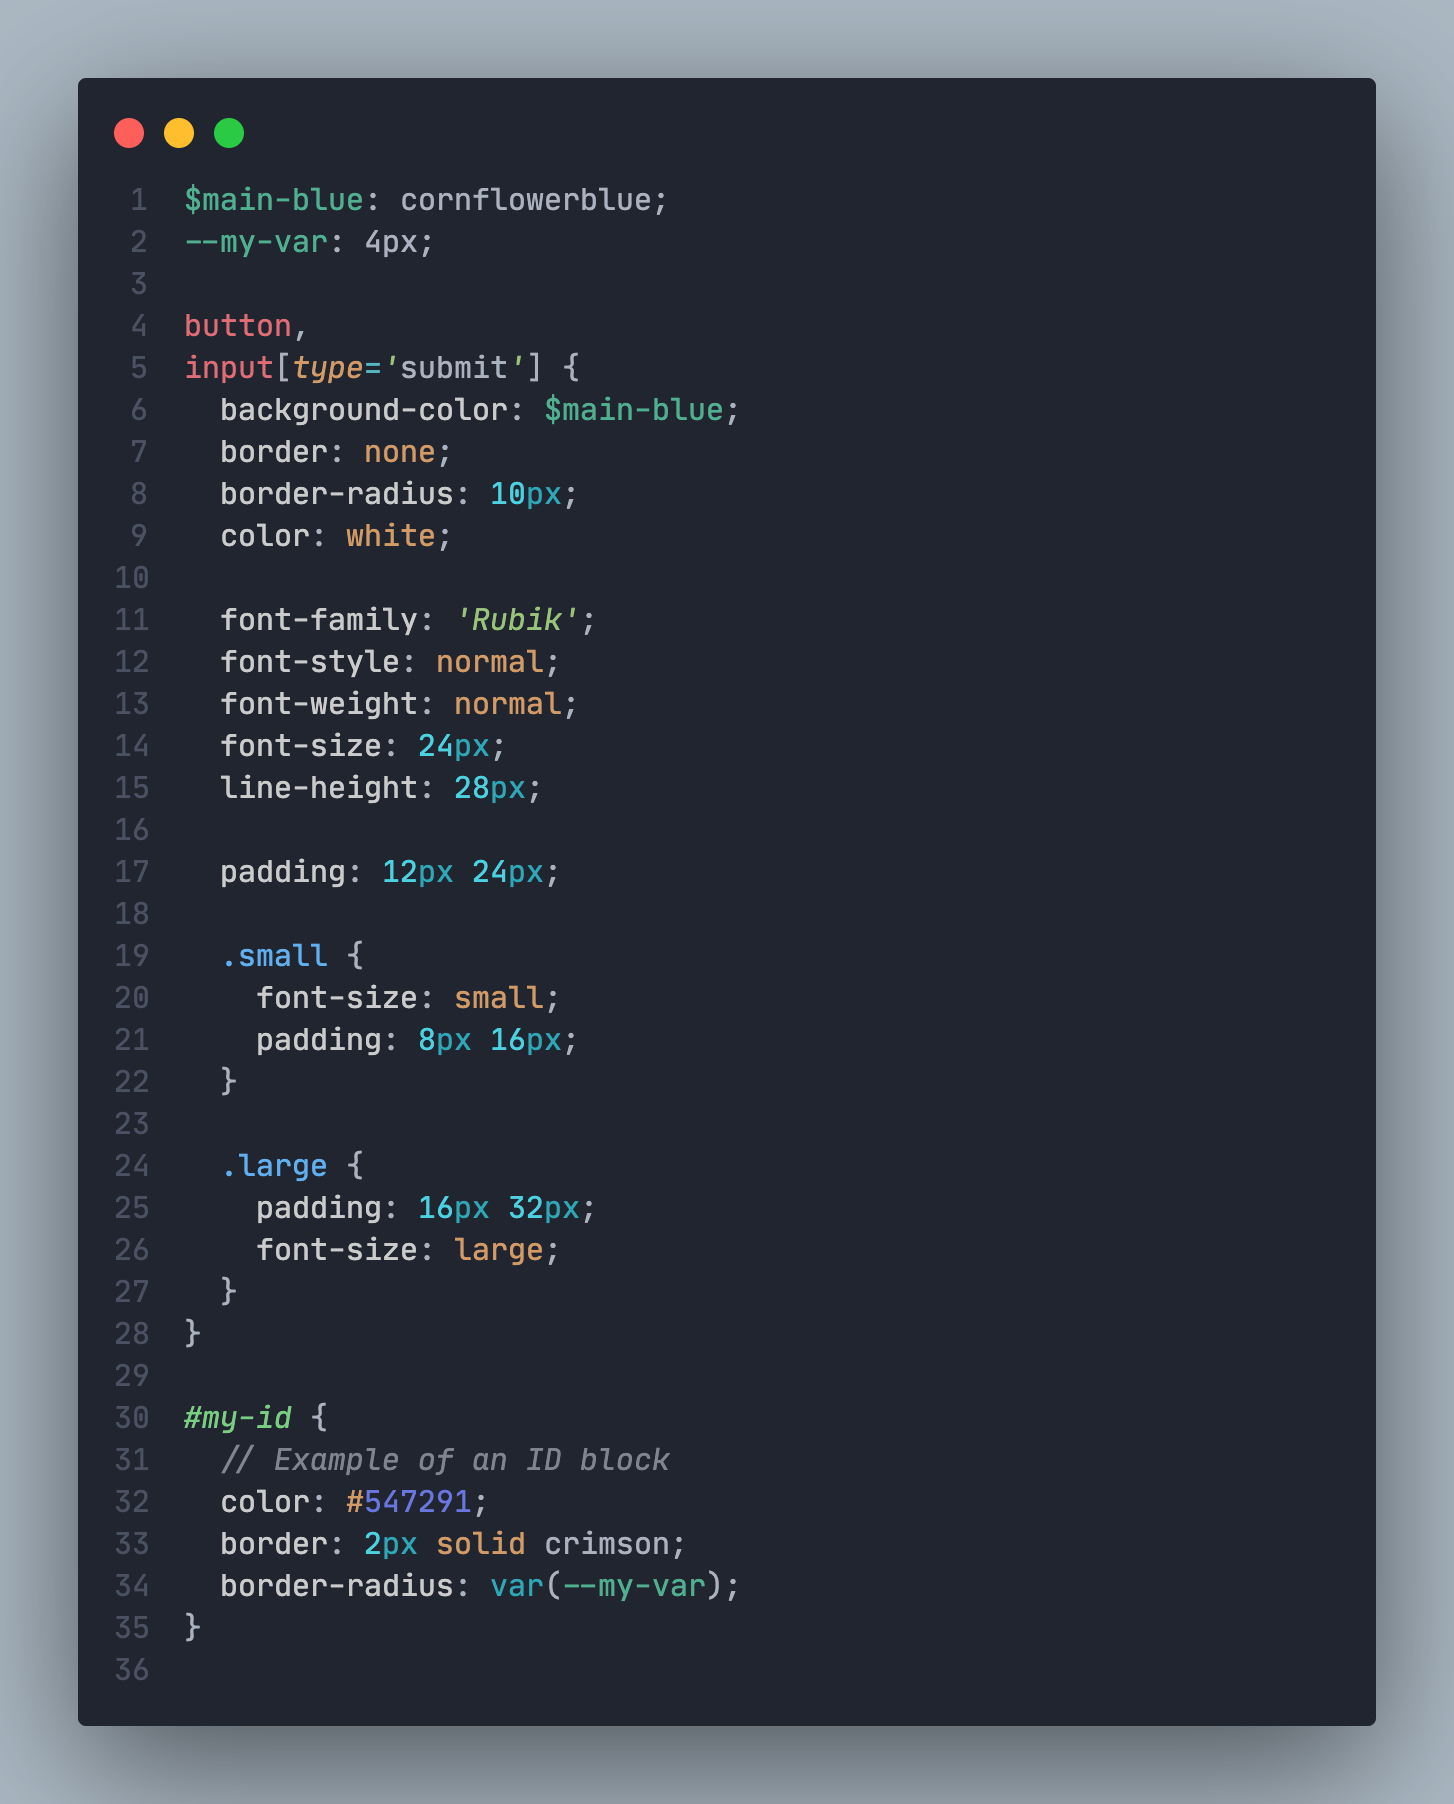 1 $main-blue: cornflowerblue;
2 --my-var: 4px;
3
4 button,
5 input[type='submit'] {
6   background-color: $main-blue;
7   border: none;
8   border-radius: 10px;
9   color: white;
10
11   font-family: 'Rubik';
12   font-style: normal;
13   font-weight: normal;
14   font-size: 24px;
15   line-height: 28px;
16
17   padding: 12px 24px;
18
19   .small {
20     font-size: small;
21     padding: 8px 16px;
22   }
23
24   .large {
25     padding: 16px 32px;
26     font-size: large;
27   }
28 }
29
30 #my-id {
31   // Example of an ID block
32   color: #547291;
33   border: 2px solid crimson;
34   border-radius: var(--my-var);
35 }
36